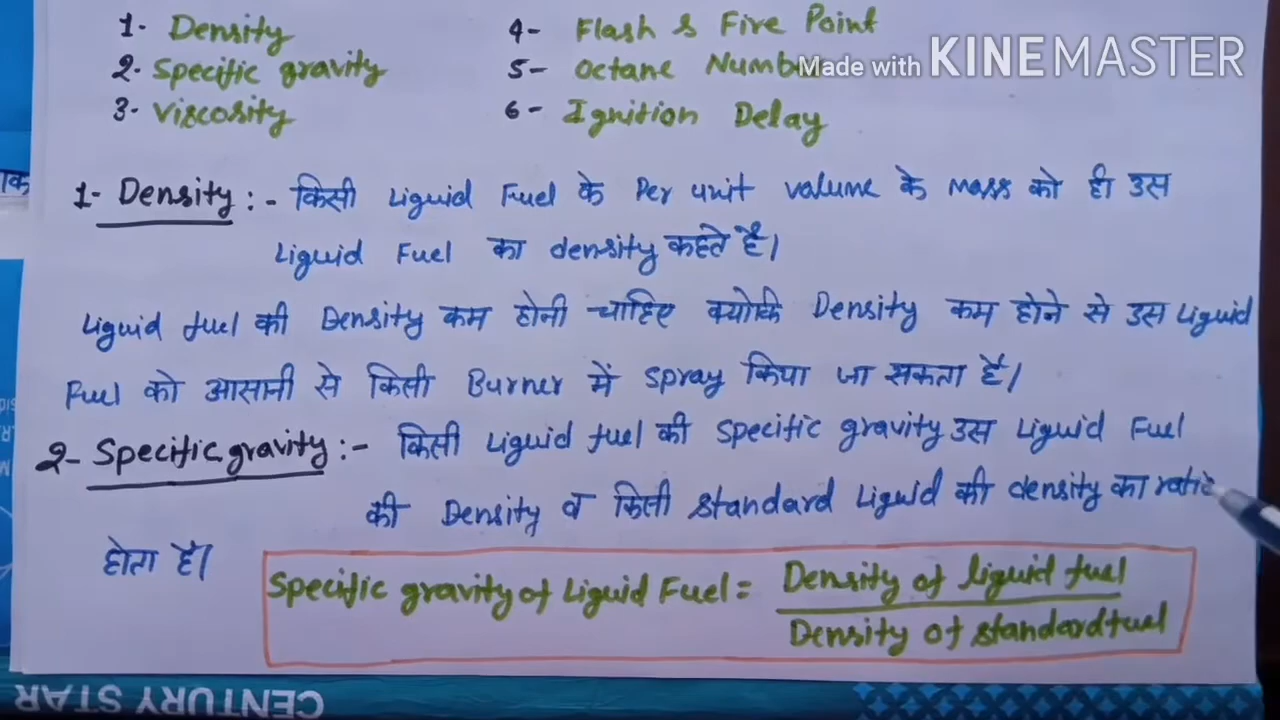 1- Density
2- Specific gravity
3- Viscosity
4- Flash & Fire Point
5- Octane
6- Ignition Delay
Made with KINEMASTER
1- Density :- किसी Liquid Fuel के Per unit volume के Mass को ही उस
Liquid Fuel का density कहते है।
Liquid fuel की Density कम होनी चाहिए क्योकि Density कम होने से उस Liquid
Fuel को आसानी से किसी Burner में spray किया जा सकता है।
2- Specific gravity :- किसी Liquid fuel की specific gravity उस Liquid Fuel
की Density व किसी standard Liquid की density का ratio
होता है।
Specific gravity of Liquid Fuel = Density of liquid fuel
Density of standard fuel
CENTURY STAR